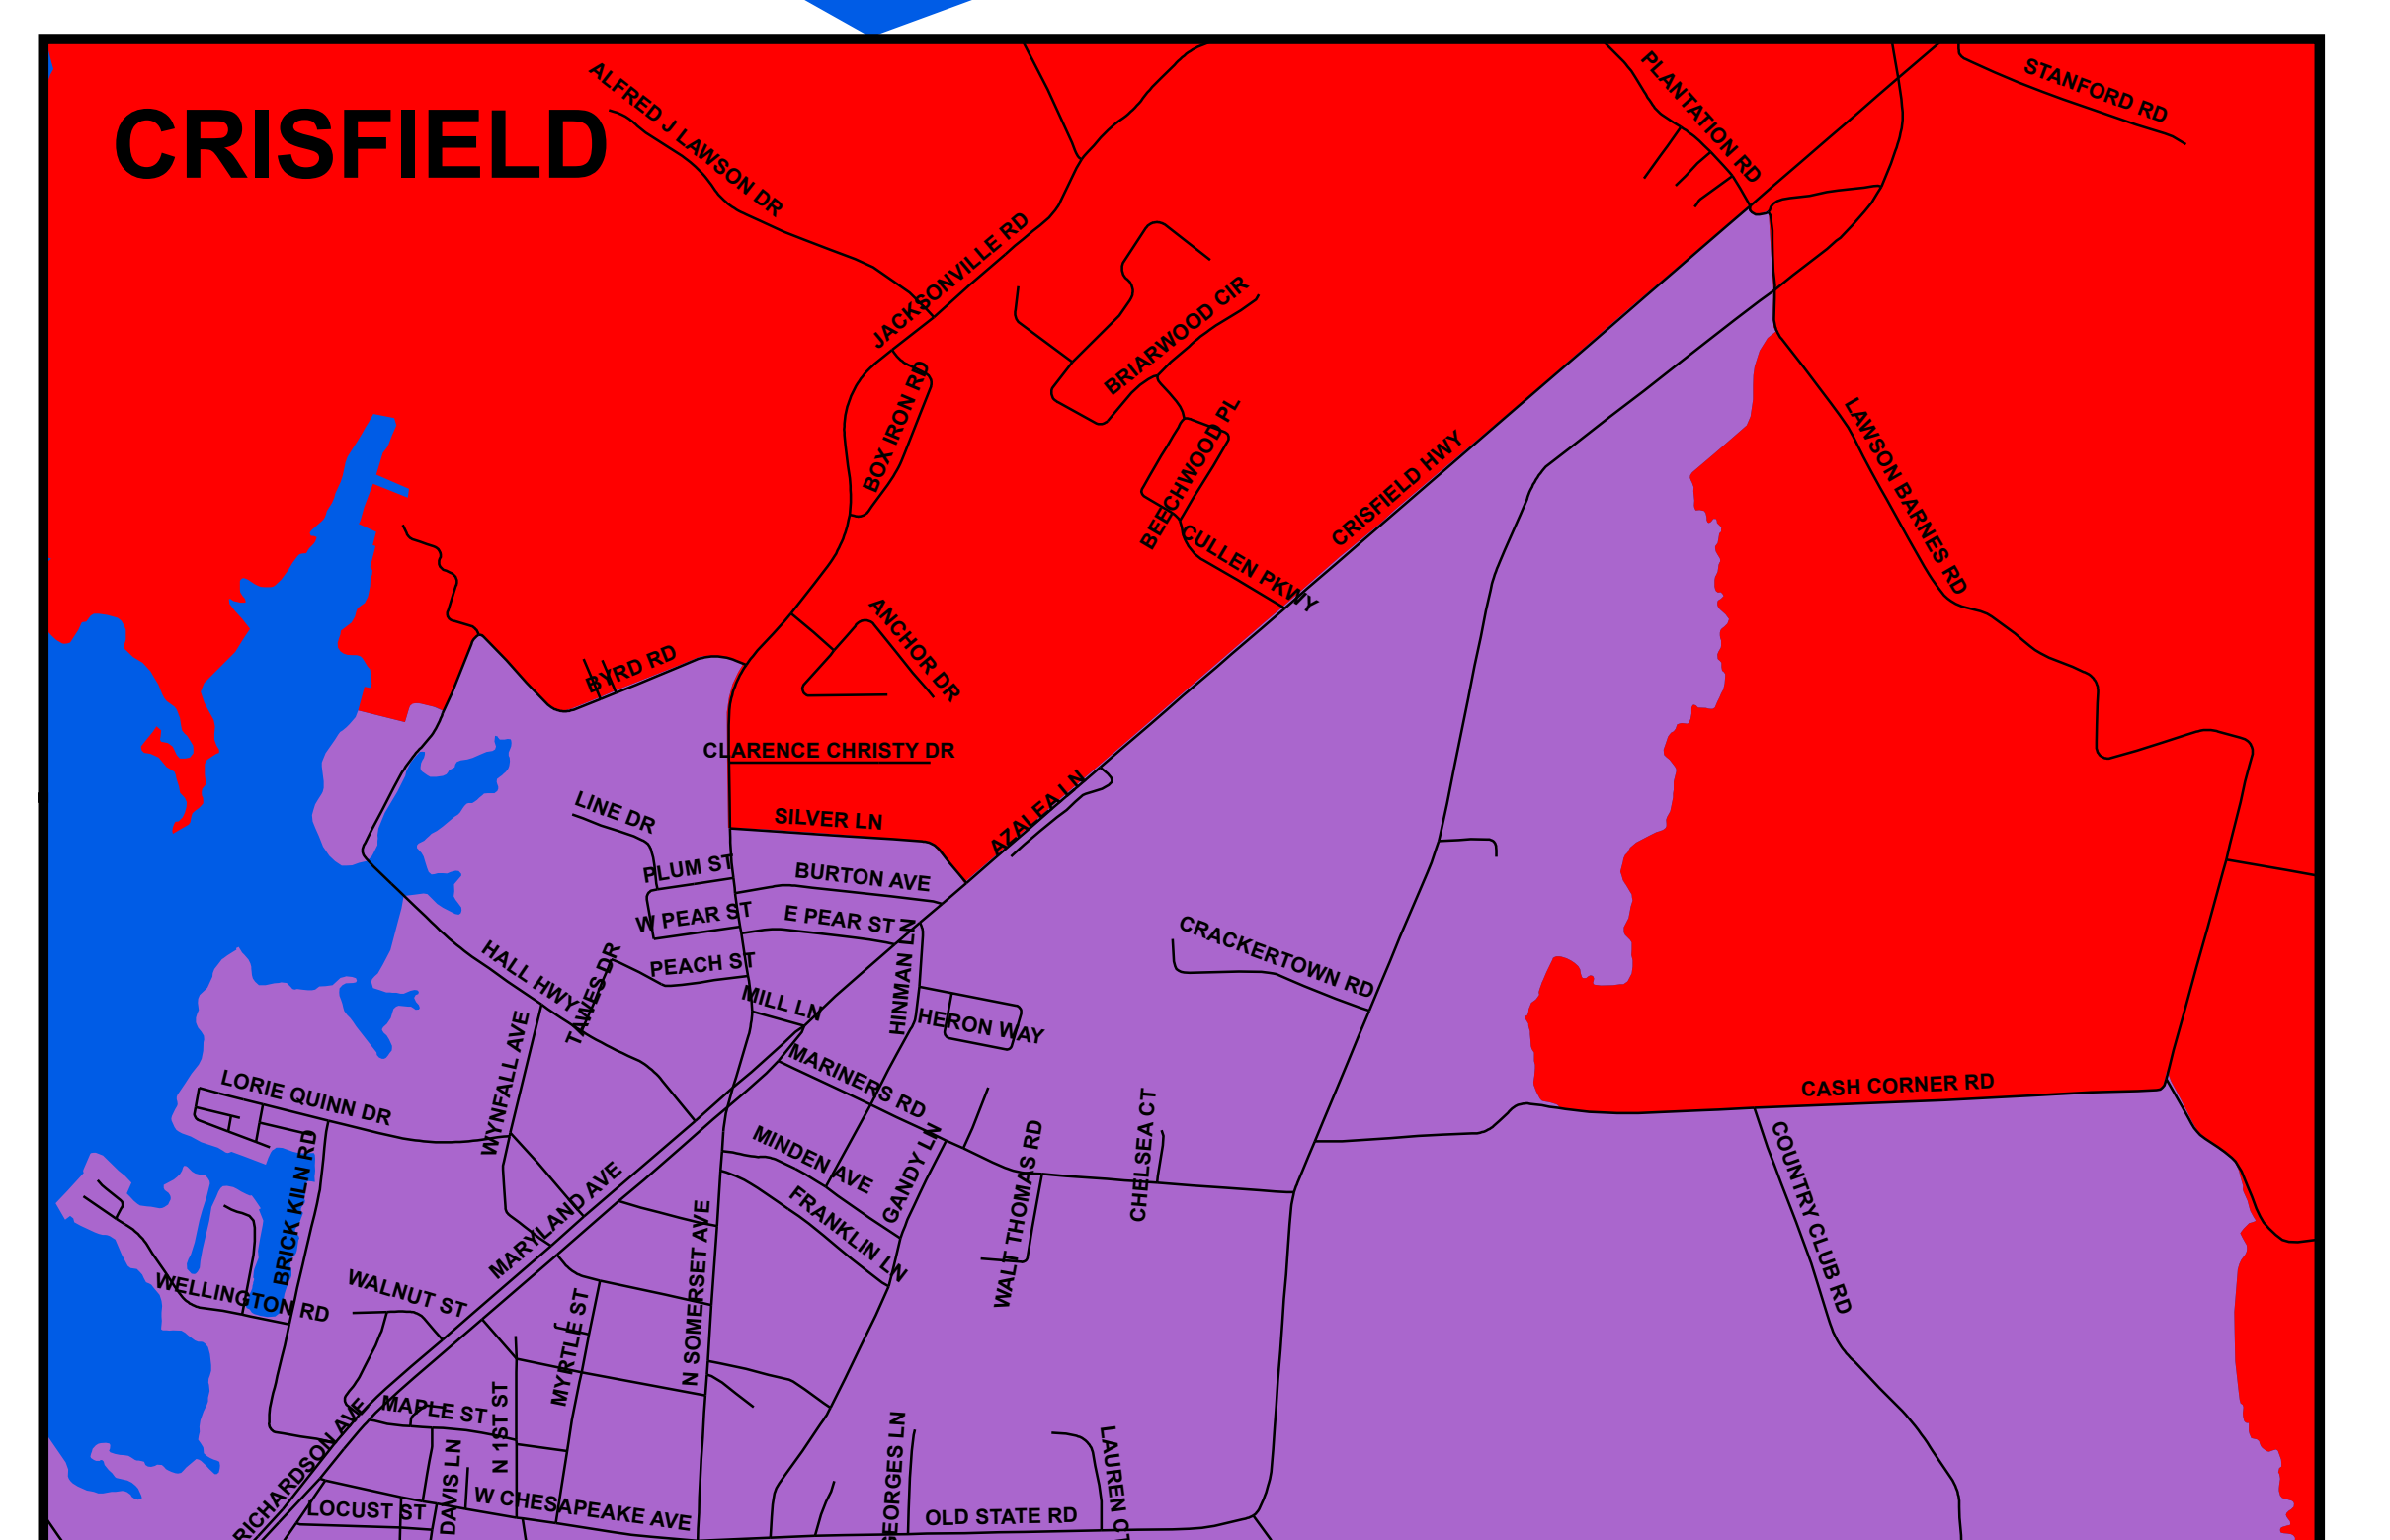 CRISFIELD
ALFRED J LAWSON DR
PLANTATION RD
STANFORD RD
JACKSONVILLE RD
BRIARWOOD CIR
BOX IRON RD
BEECHWOOD PL
CRISFIELD HWY
LAWSON BARNES RD
CULLEN PKWY
ANCHOR DR
BYRD RD
CLARENCE CHRISTY DR
LINE DR
SILVER LN
AZALEA LN
PLUM ST
BURTON AVE
W PEAR ST
E PEAR ST
CRACKERTOWN RD
HALL HWY
TAWES DR
PEACH ST
MILL LN
HINMAN LN
HERON WAY
WYNFALL AVE
MARINERS RD
LORIE QUINN DR
CASH CORNER RD
MINDEN AVE
GANDY LN
CHELSEA CT
WALT THOMAS RD
COUNTRY CLUB RD
BRICK KILN RD
MARYLAND AVE
FRANKLIN LN
WELLINGTON RD
WALNUT ST
N SOMERSET AVE
MYRTLE ST
MAPLE ST
N 1ST ST
RICHARDSON AVE
DAVIS LN
LOCUST ST
W CHESAPEAKE AVE
GEORGES LN
OLD STATE RD
LAUREN